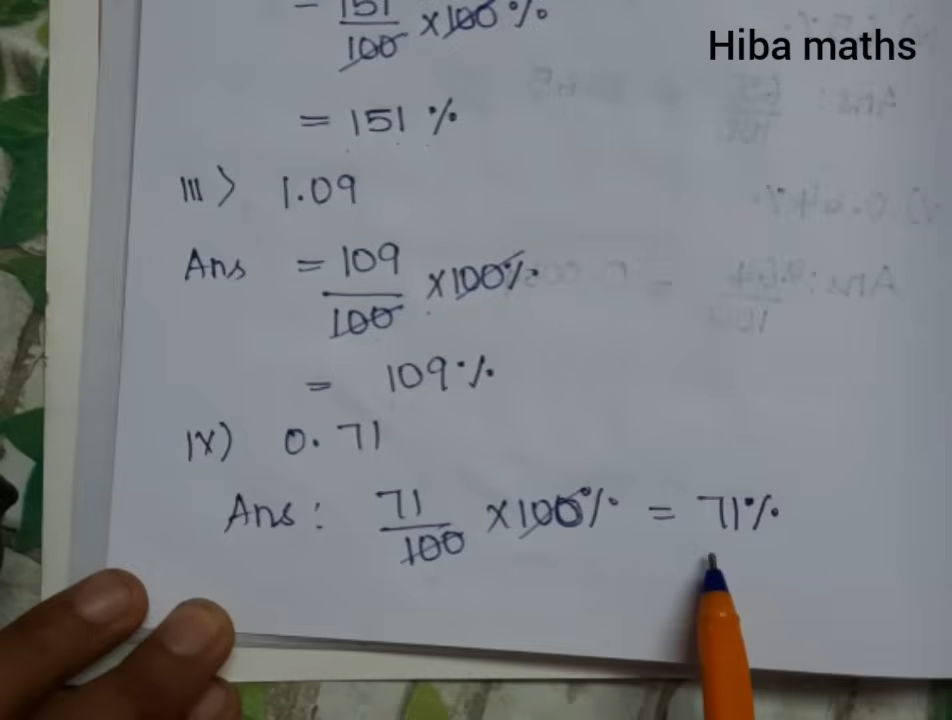 = 151/100 ×100%
Hiba maths
= 151 %
III> 1.09
Ans = 109/100 ×100%
= 109%
IV) 0.71
Ans: 71/100 ×100% = 71%